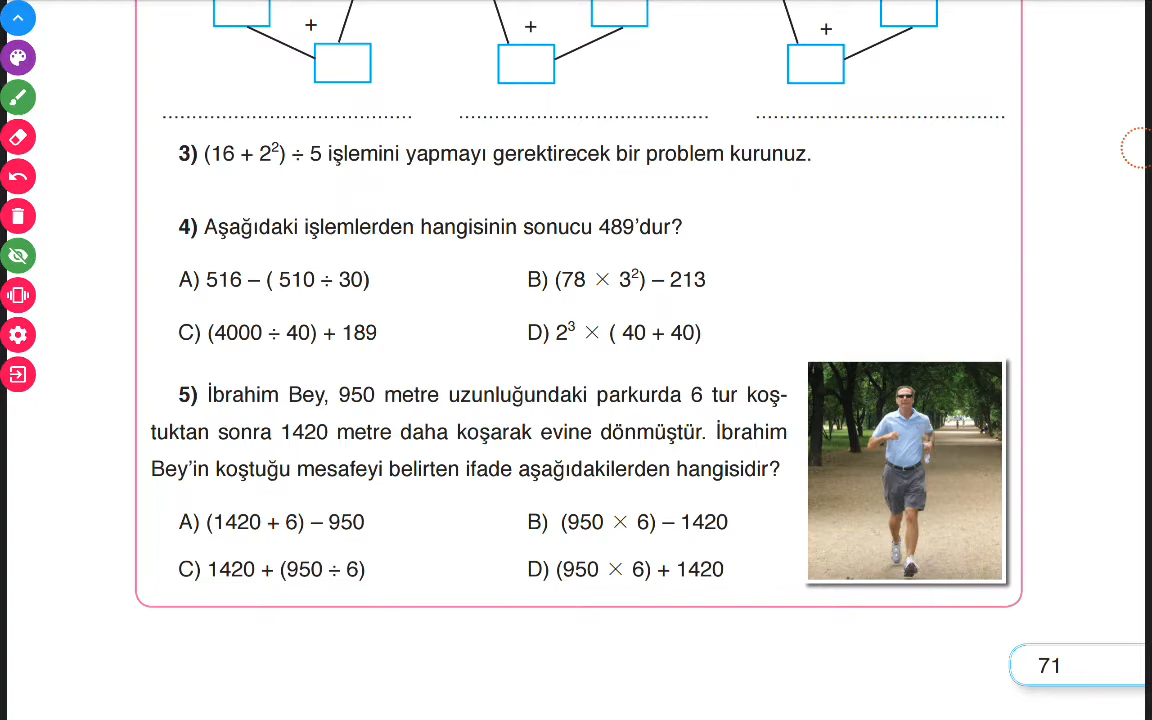 + + +
3) (16 + 2²) ÷ 5 işlemini yapmayı gerektirecek bir problem kurunuz.
4) Aşağıdaki işlemlerden hangisinin sonucu 489’dur?
A) 516 – ( 510 ÷ 30) B) (78 × 3²) – 213
C) (4000 ÷ 40) + 189 D) 2³ × ( 40 + 40)
5) İbrahim Bey, 950 metre uzunluğundaki parkurda 6 tur koş-
tuktan sonra 1420 metre daha koşarak evine dönmüştür. İbrahim
Bey’in koştuğu mesafeyi belirten ifade aşağıdakilerden hangisidir?
A) (1420 + 6) – 950 B) (950 × 6) – 1420
C) 1420 + (950 ÷ 6) D) (950 × 6) + 1420
71